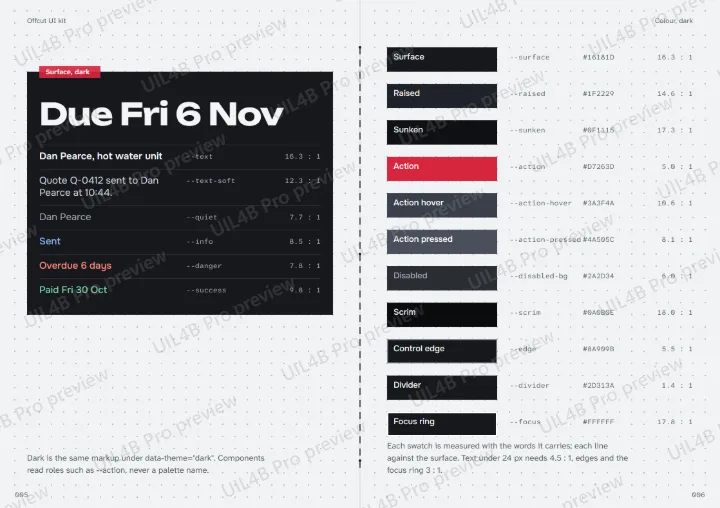 Offcut UI kit
Surface, dark
Due Fri 6 Nov
Dan Pearce, hot water unit --text 16.3 : 1
Quote Q-0412 sent to Dan --text-soft 12.3 : 1
Pearce at 10:44.
Dan Pearce --quiet 7.7 : 1
Sent --info 8.5 : 1
Overdue 6 days --danger 7.8 : 1
Paid Fri 30 Oct --success 9.8 : 1
Dark is the same markup under data-theme="dark". Components
read roles such as --action, never a palette name.
005
Colour, dark
Surface --surface #16181D 16.3 : 1
Raised --raised #1F2229 14.6 : 1
Sunken --sunken #0F1115 17.3 : 1
Action --action #D7263D 5.0 : 1
Action hover --action-hover #3A3F4A 10.6 : 1
Action pressed --action-pressed #4A505C 8.1 : 1
Disabled --disabled-bg #2A2D34 6.0 : 1
Scrim --scrim 18.0 : 1
Control edge --edge #8A909B 5.5 : 1
Divider --divider #2D313A 1.4 : 1
Focus ring --focus #FFFFFF 17.8 : 1
Each swatch is measured with the words it carries; each line
against the surface. Text under 24 px needs 4.5 : 1, edges and the
focus ring 3 : 1.
006
UIL4B Pro preview